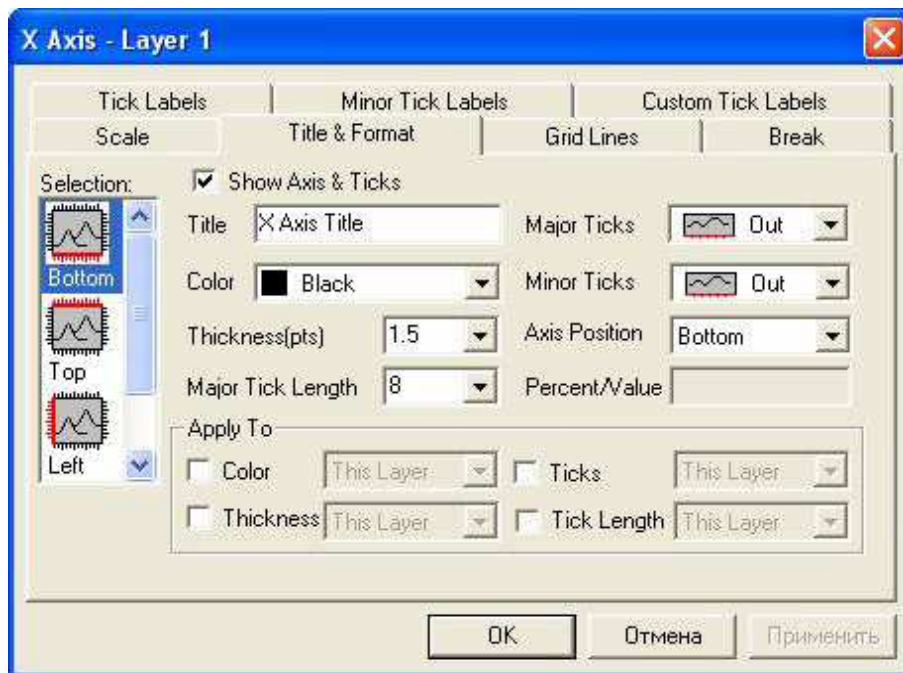 X Axis - Layer 1
Tick Labels Minor Tick Labels Custom Tick Labels
Scale Title & Format Grid Lines Break
Selection: Show Axis & Ticks
Title X Axis Title Major Ticks Out
Bottom Color Black Minor Ticks Out
Thickness(pts) 1.5 Axis Position Bottom
Top Major Tick Length 8 Percent/Value
Apply To
Left Color This Layer Ticks This Layer
Thickness This Layer Tick Length This Layer
OK Отмена Применить